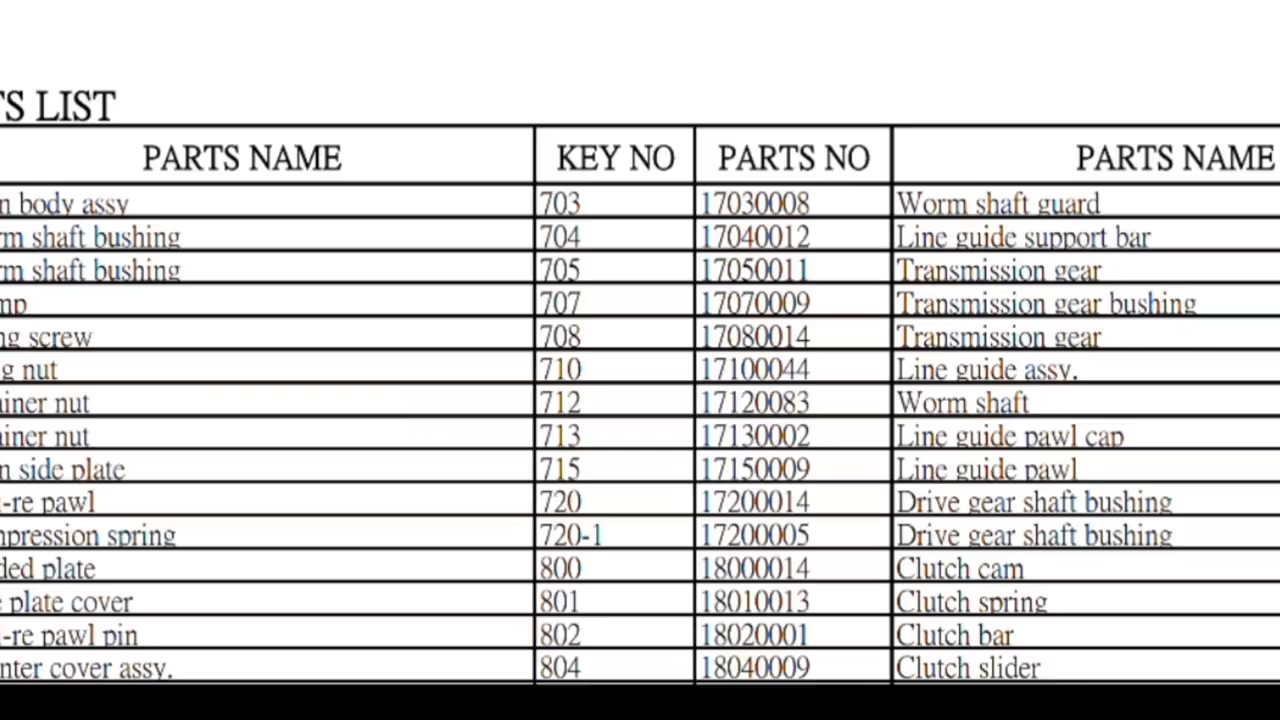 TS LIST
PARTS NAME KEY NO PARTS NO PARTS NAME
n body assy 703 17030008 Worm shaft guard
rm shaft bushing 704 17040012 Line guide support bar
rm shaft bushing 705 17050011 Transmission gear
mp 707 17070009 Transmission gear bushing
ng screw 708 17080014 Transmission gear
g nut 710 17100044 Line guide assy.
ainer nut 712 17120083 Worm shaft
ainer nut 713 17130002 Line guide pawl cap
n side plate 715 17150009 Line guide pawl
-re pawl 720 17200014 Drive gear shaft bushing
npression spring 720-1 17200005 Drive gear shaft bushing
ded plate 800 18000014 Clutch cam
e plate cover 801 18010013 Clutch spring
-re pawl pin 802 18020001 Clutch bar
nter cover assy. 804 18040009 Clutch slider